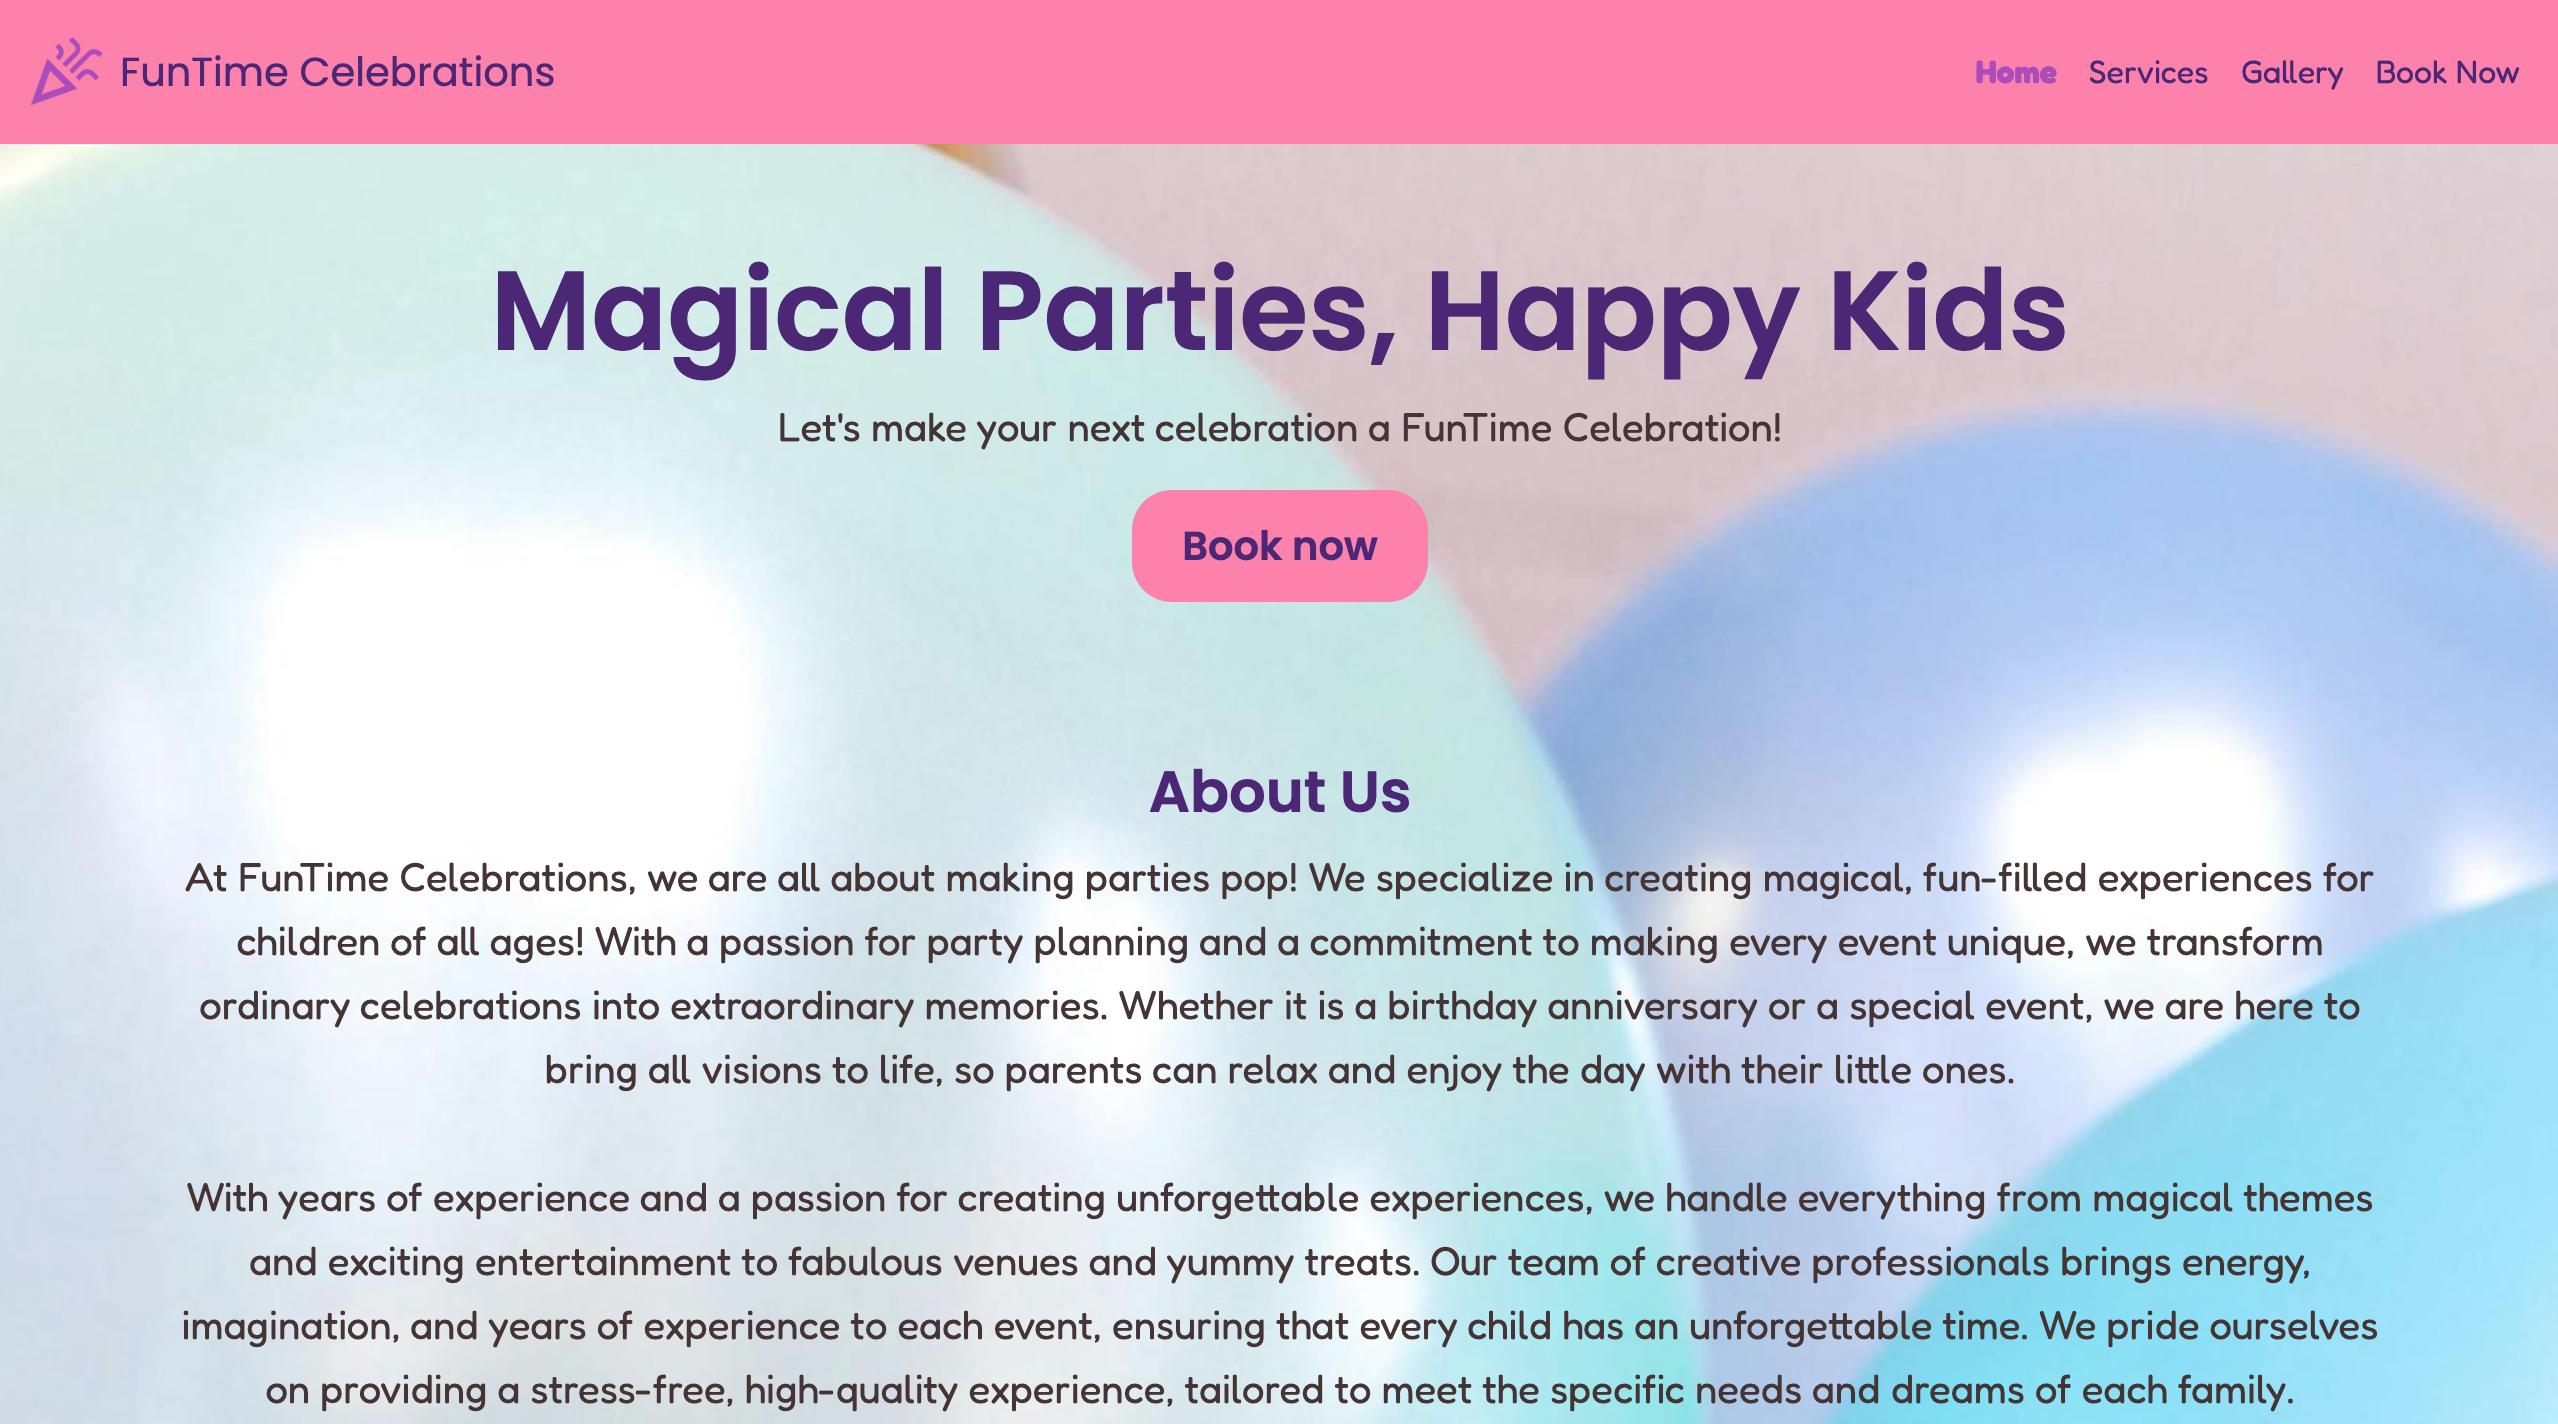 FunTime Celebrations
Home Services Gallery Book Now
Magical Parties, Happy Kids
Let's make your next celebration a FunTime Celebration!
Book now
About Us
At FunTime Celebrations, we are all about making parties pop! We specialize in creating magical, fun-filled experiences for
children of all ages! With a passion for party planning and a commitment to making every event unique, we transform
ordinary celebrations into extraordinary memories. Whether it is a birthday anniversary or a special event, we are here to
bring all visions to life, so parents can relax and enjoy the day with their little ones.
With years of experience and a passion for creating unforgettable experiences, we handle everything from magical themes
and exciting entertainment to fabulous venues and yummy treats. Our team of creative professionals brings energy,
imagination, and years of experience to each event, ensuring that every child has an unforgettable time. We pride ourselves
on providing a stress-free, high-quality experience, tailored to meet the specific needs and dreams of each family.